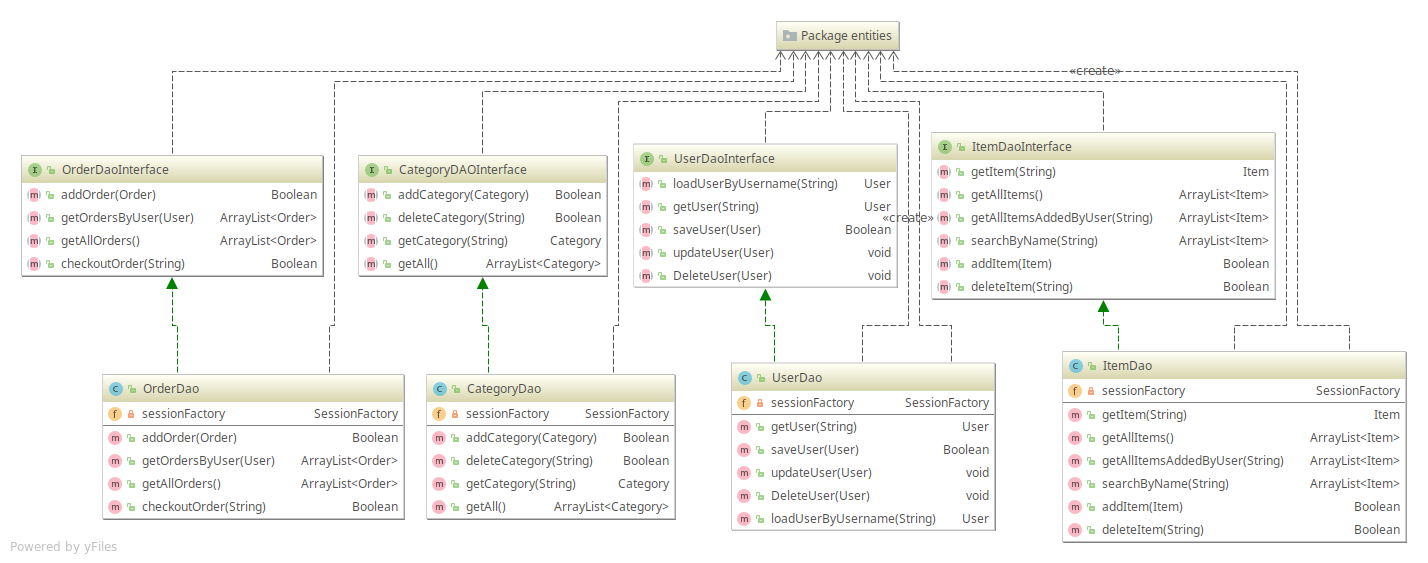 Package entities
«create»
OrderDaoInterface
addOrder(Order) Boolean
getOrdersByUser(User) ArrayList<Order>
getAllOrders() ArrayList<Order>
checkoutOrder(String) Boolean
CategoryDAOInterface
addCategory(Category) Boolean
deleteCategory(String) Boolean
getCategory(String) Category
getAll() ArrayList<Category>
UserDaoInterface
loadUserByUsername(String) User
getUser(String) User
saveUser(User) Boolean
updateUser(User) void
DeleteUser(User) void
«create»
ItemDaoInterface
getItem(String) Item
getAllItems() ArrayList<Item>
getAllItemsAddedByUser(String) ArrayList<Item>
searchByName(String) ArrayList<Item>
addItem(Item) Boolean
deleteItem(String) Boolean
OrderDao
sessionFactory SessionFactory
addOrder(Order) Boolean
getOrdersByUser(User) ArrayList<Order>
getAllOrders() ArrayList<Order>
checkoutOrder(String) Boolean
CategoryDao
sessionFactory SessionFactory
addCategory(Category) Boolean
deleteCategory(String) Boolean
getCategory(String) Category
getAll() ArrayList<Category>
UserDao
sessionFactory SessionFactory
getUser(String) User
saveUser(User) Boolean
updateUser(User) void
DeleteUser(User) void
loadUserByUsername(String) User
ItemDao
sessionFactory SessionFactory
getItem(String) Item
getAllItems() ArrayList<Item>
getAllItemsAddedByUser(String) ArrayList<Item>
searchByName(String) ArrayList<Item>
addItem(Item) Boolean
deleteItem(String) Boolean
Powered by yFiles